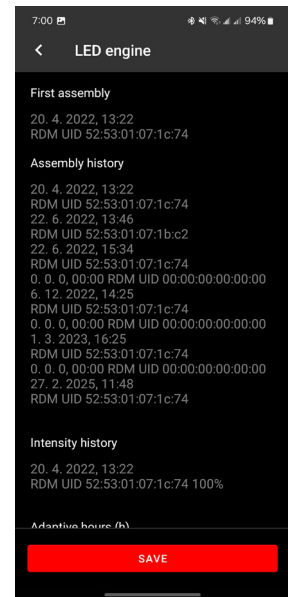 7:00 94%
LED engine
First assembly
20. 4. 2022, 13:22
RDM UID 52:53:01:07:1c:74
Assembly history
20. 4. 2022, 13:22
RDM UID 52:53:01:07:1c:74
22. 6. 2022, 13:46
RDM UID 52:53:01:07:1b:c2
22. 6. 2022, 15:34
RDM UID 52:53:01:07:1c:74
0. 0. 0, 00:00 RDM UID 00:00:00:00:00:00
6. 12. 2022, 14:25
RDM UID 52:53:01:07:1c:74
0. 0. 0, 00:00 RDM UID 00:00:00:00:00:00
1. 3. 2023, 16:25
RDM UID 52:53:01:07:1c:74
0. 0. 0, 00:00 RDM UID 00:00:00:00:00:00
27. 2. 2025, 11:48
RDM UID 52:53:01:07:1c:74
Intensity history
20. 4. 2022, 13:22
RDM UID 52:53:01:07:1c:74 100%
Adaptive hours (h)
SAVE